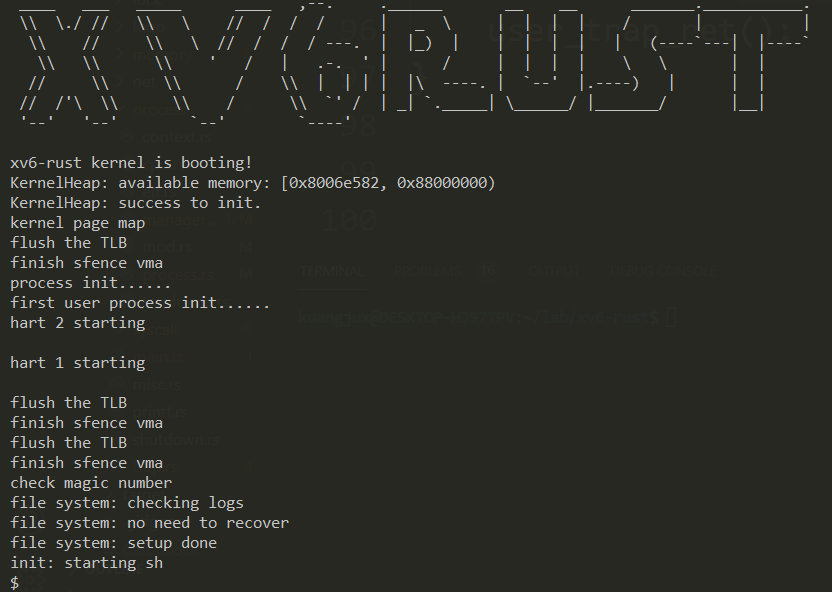 XV6RUST
xv6-rust kernel is booting!
KernelHeap: available memory: [0x8006e582, 0x88000000)
KernelHeap: success to init.
kernel page map
flush the TLB
finish sfence vma
process init......
first user process init......
hart 2 starting
hart 1 starting
flush the TLB
finish sfence vma
flush the TLB
finish sfence vma
check magic number
file system: checking logs
file system: no need to recover
file system: setup done
init: starting sh
$